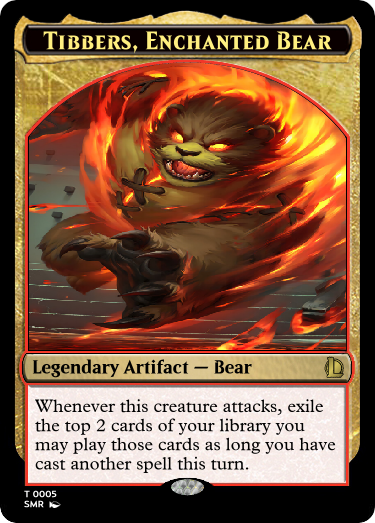 Tibbers, Enchanted Bear
Legendary Artifact — Bear
Whenever this creature attacks, exile
the top 2 cards of your library you
may play those cards as long you have
cast another spell this turn.
T 0005
SMR